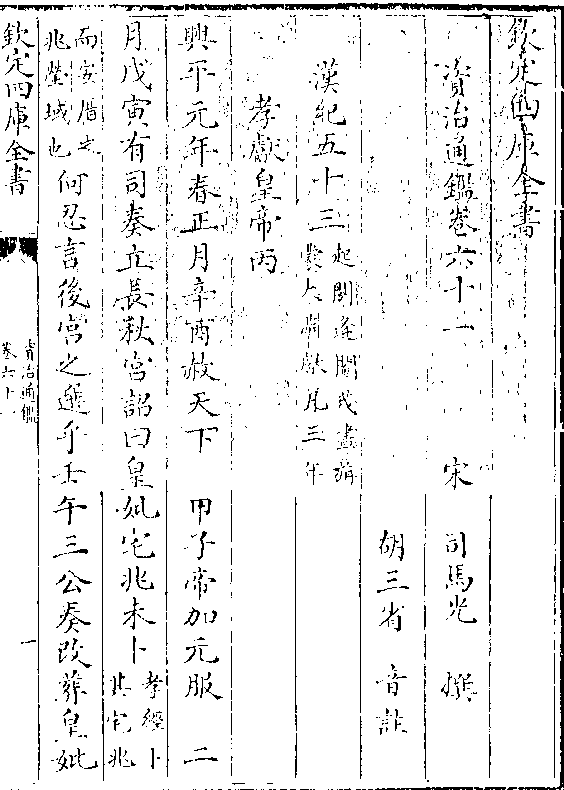 欽定四庫全書
資治通鑑卷六十一
宋 司馬光 撰
胡三省 音註
漢紀五十三起閼逢閹茂盡旃蒙大淵獻凡二年
孝獻皇帝丙
興平元年春正月辛酉赦天下 甲子帝加元服 二
月戊寅有司奏立長秋宮詔曰皇妣宅兆未卜孝經卜其宅兆
而安厝之兆塋域也何忍言後宮之選乎壬午三公奏改葬皇妣
欽定四庫全書
資治通鑑
卷六十一
一